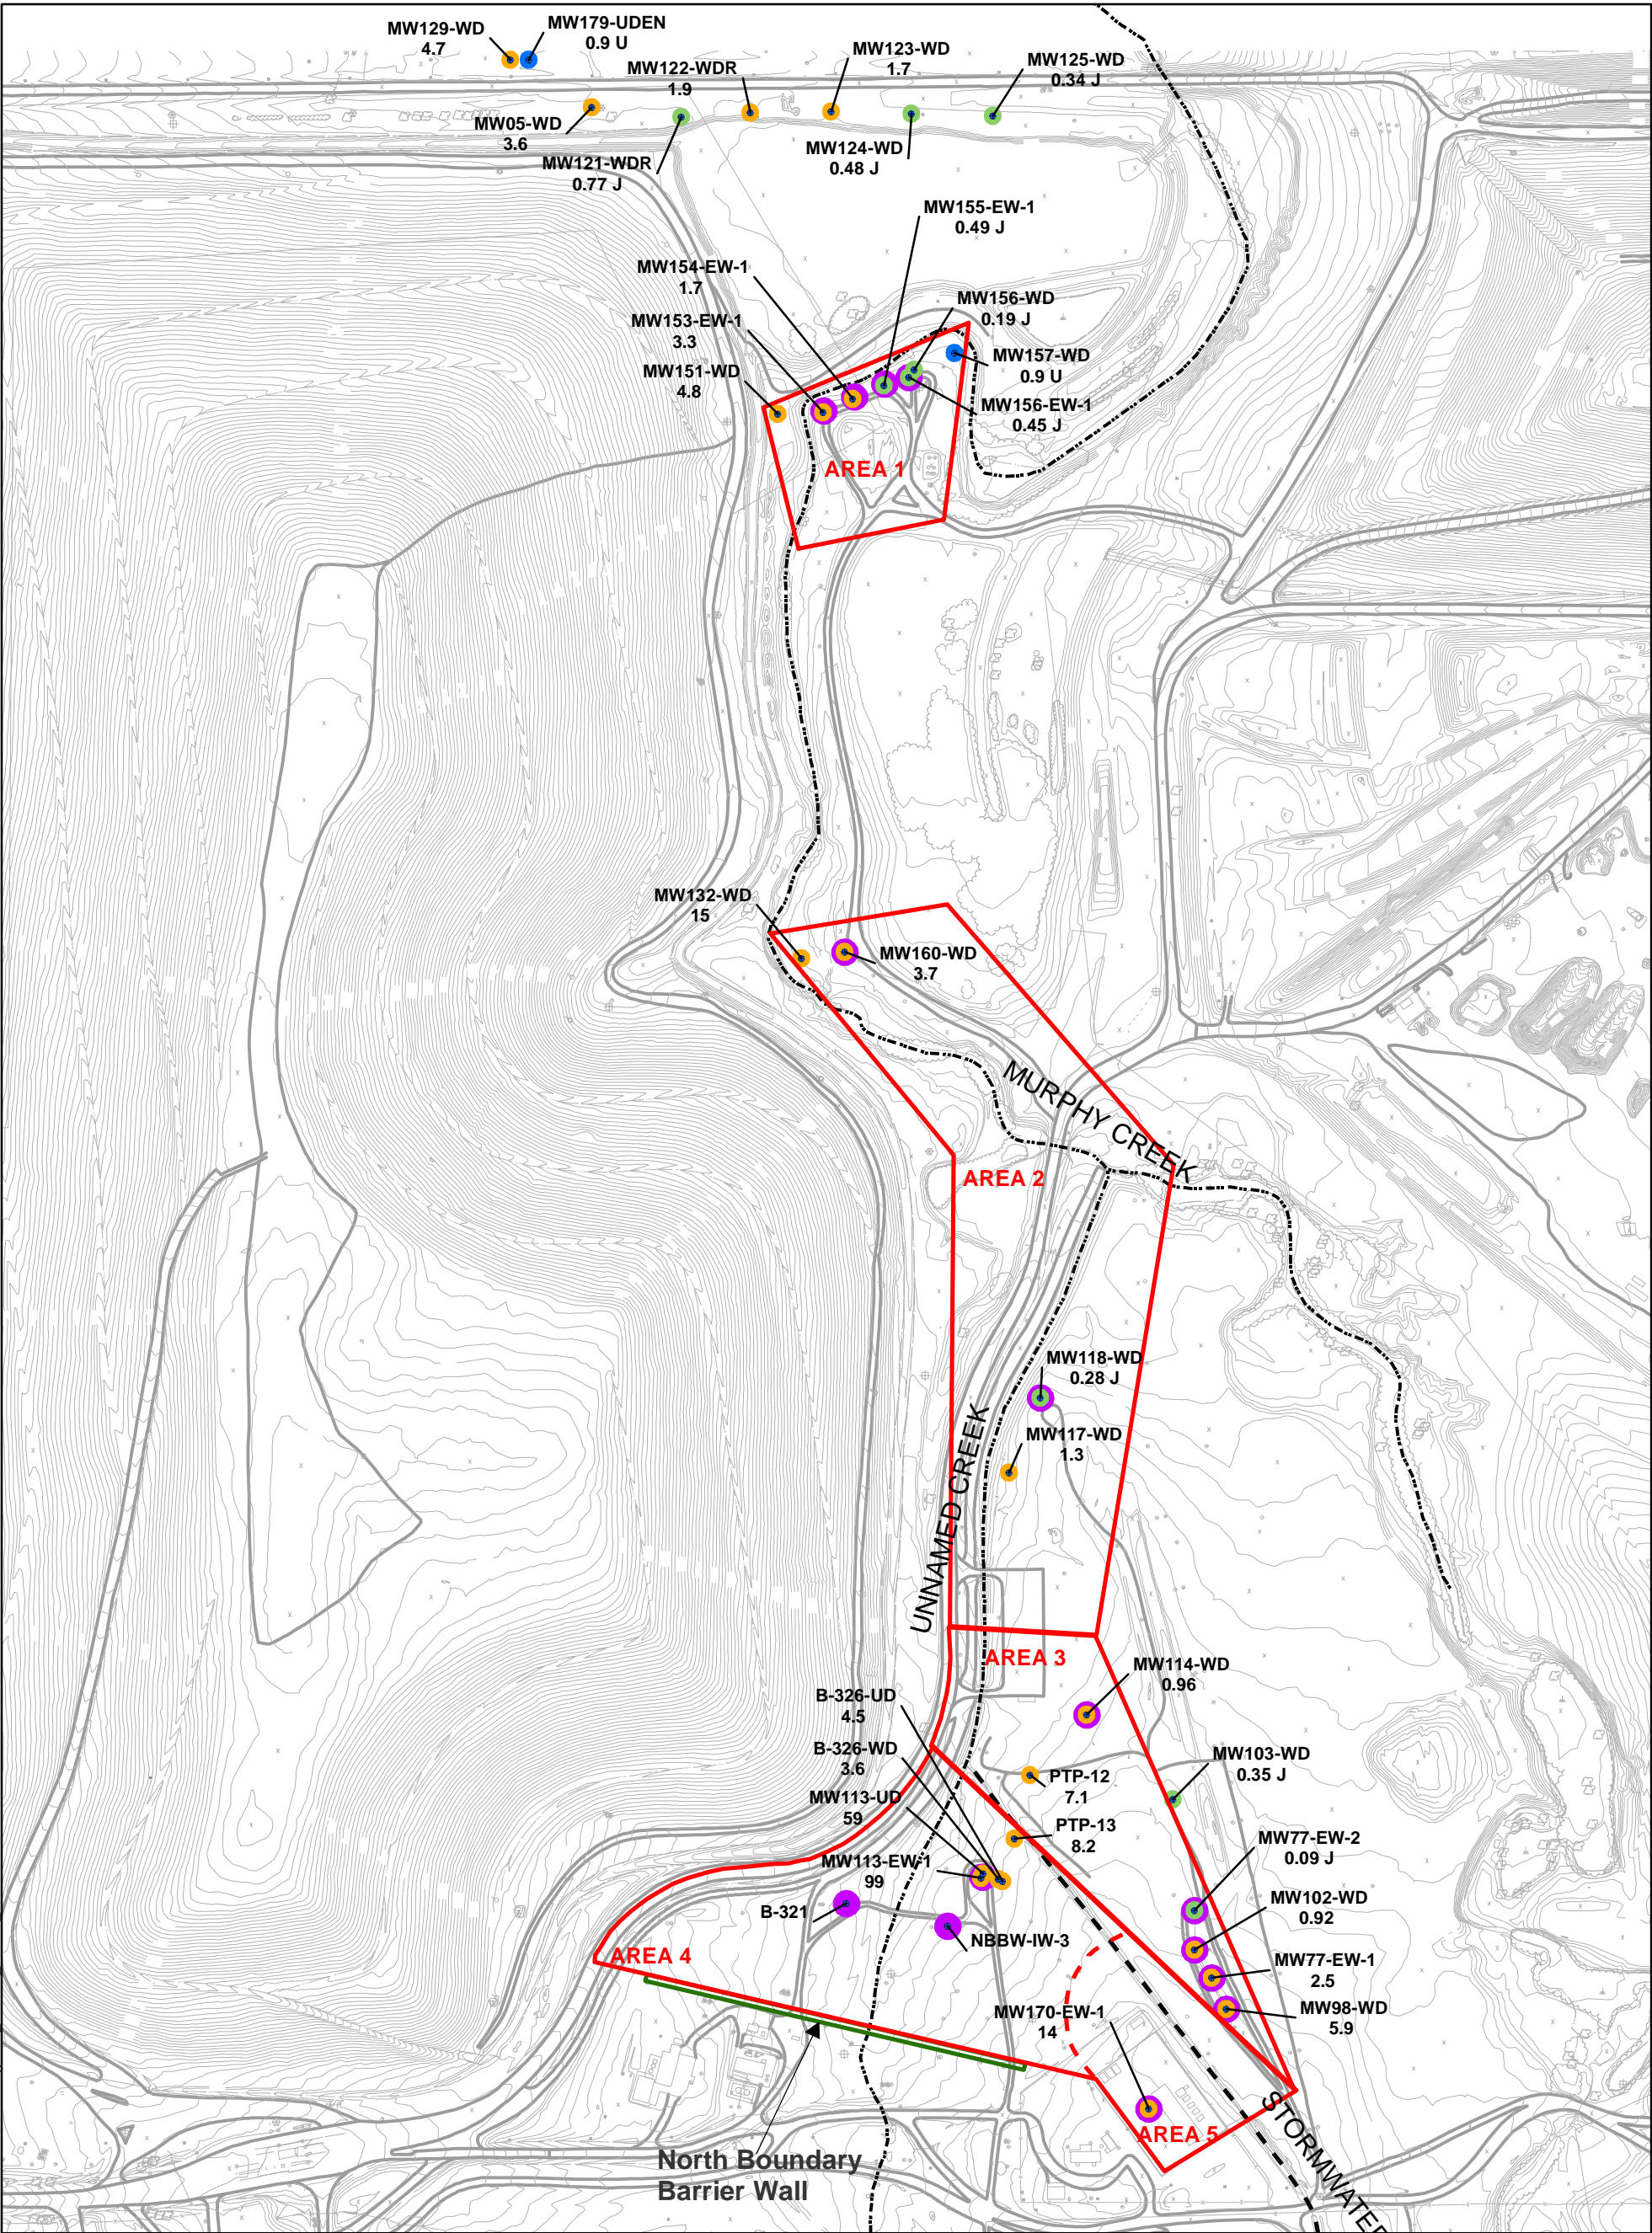 MW129-WD
4.7
MW179-UDEN
0.9 U
MW122-WDR
1.9
MW123-WD
1.7
MW125-WD
0.34 J
MW05-WD
3.6
MW121-WDR
0.77 J
MW124-WD
0.48 J
MW155-EW-1
0.49 J
MW154-EW-1
1.7
MW156-WD
0.19 J
MW153-EW-1
3.3
MW157-WD
0.9 U
MW151-WD
4.8
MW156-EW-1
0.45 J
AREA 1
MW132-WD
15
MW160-WD
3.7
MURPHY CREEK
AREA 2
MW118-WD
0.28 J
MW117-WD
1.3
UNNAMED CREEK
AREA 3
MW114-WD
0.96
B-326-UD
4.5
B-326-WD
3.6
MW103-WD
0.35 J
PTP-12
7.1
MW113-UD
59
PTP-13
8.2
MW77-EW-2
0.09 J
MW113-EW-1
99
MW102-WD
0.92
B-321
NBBW-IW-3
AREA 4
MW77-EW-1
2.5
MW98-WD
5.9
MW170-EW-1
14
AREA 5
STORMWATER
North Boundary
Barrier Wall